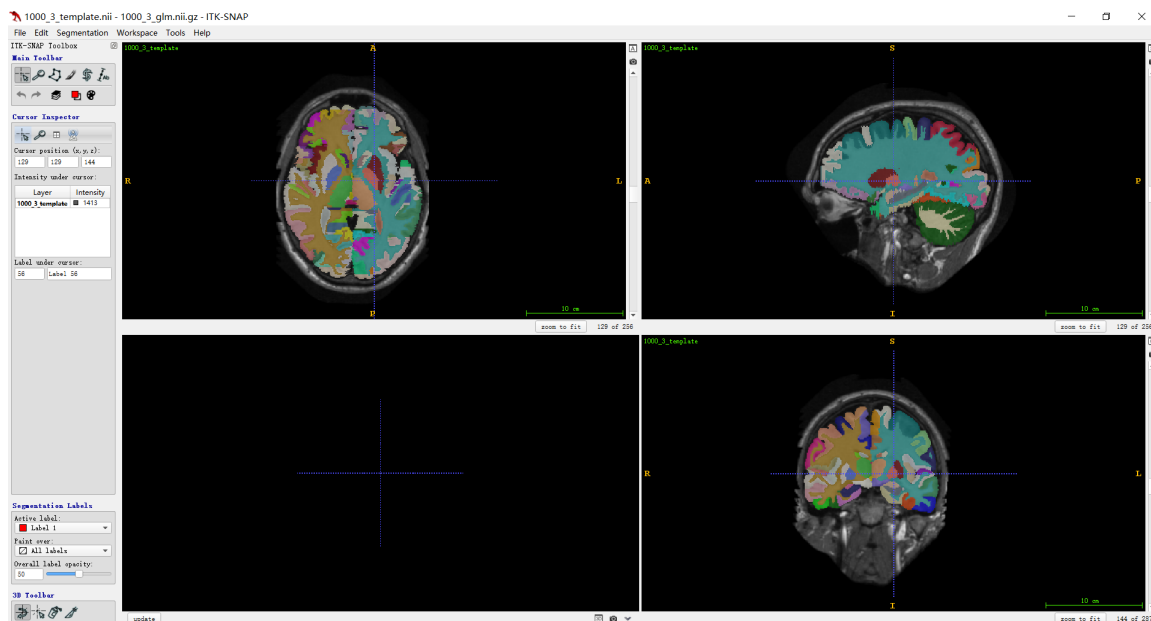 1000_3_template.nii - 1000_3_glm.nii.gz - ITK-SNAP
File Edit Segmentation Workspace Tools Help
ITK-SNAP Toolbox
Main Toolbar
Cursor Inspector
Cursor position (x,y,z):
129 129 144
Intensity under cursor:
Layer Intensity
1000_3_template 1413
Label under cursor:
56 Label 56
Segmentation Labels
Active label:
Label 1
Paint over:
All labels
Overall label opacity:
50
3D Toolbar
1000_3_template
A
R
L
P
10 cm
zoom to fit 129 of 256
1000_3_template
S
A
P
I
10 cm
zoom to fit 129 of 256
update
1000_3_template
S
R
L
I
10 cm
zoom to fit 144 of 287